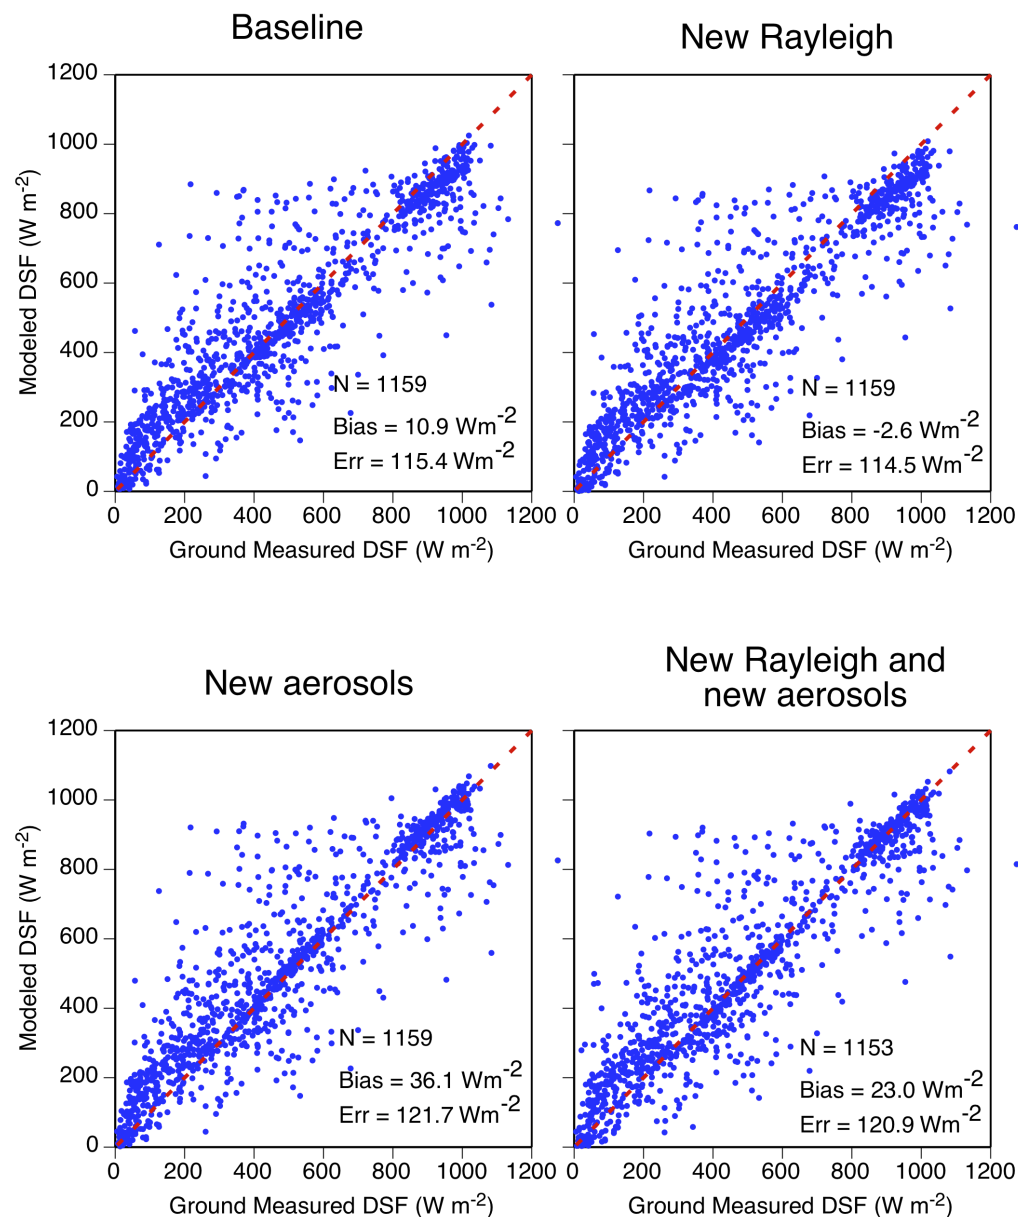 Baseline
New Rayleigh
1200
1000
800
600
400
200
0
Modeled DSF (W m-2)
N = 1159
Bias = 10.9 Wm-2
Err = 115.4 Wm-2
N = 1159
Bias = -2.6 Wm-2
Err = 114.5 Wm-2
0 200 400 600 800 1000 1200
0 200 400 600 800 1000 1200
Ground Measured DSF (W m-2)
Ground Measured DSF (W m-2)
New aerosols
New Rayleigh and
new aerosols
1200
1000
800
600
400
200
0
Modeled DSF (W m-2)
N = 1159
Bias = 36.1 Wm-2
Err = 121.7 Wm-2
N = 1153
Bias = 23.0 Wm-2
Err = 120.9 Wm-2
0 200 400 600 800 1000 1200
0 200 400 600 800 1000 1200
Ground Measured DSF (W m-2)
Ground Measured DSF (W m-2)